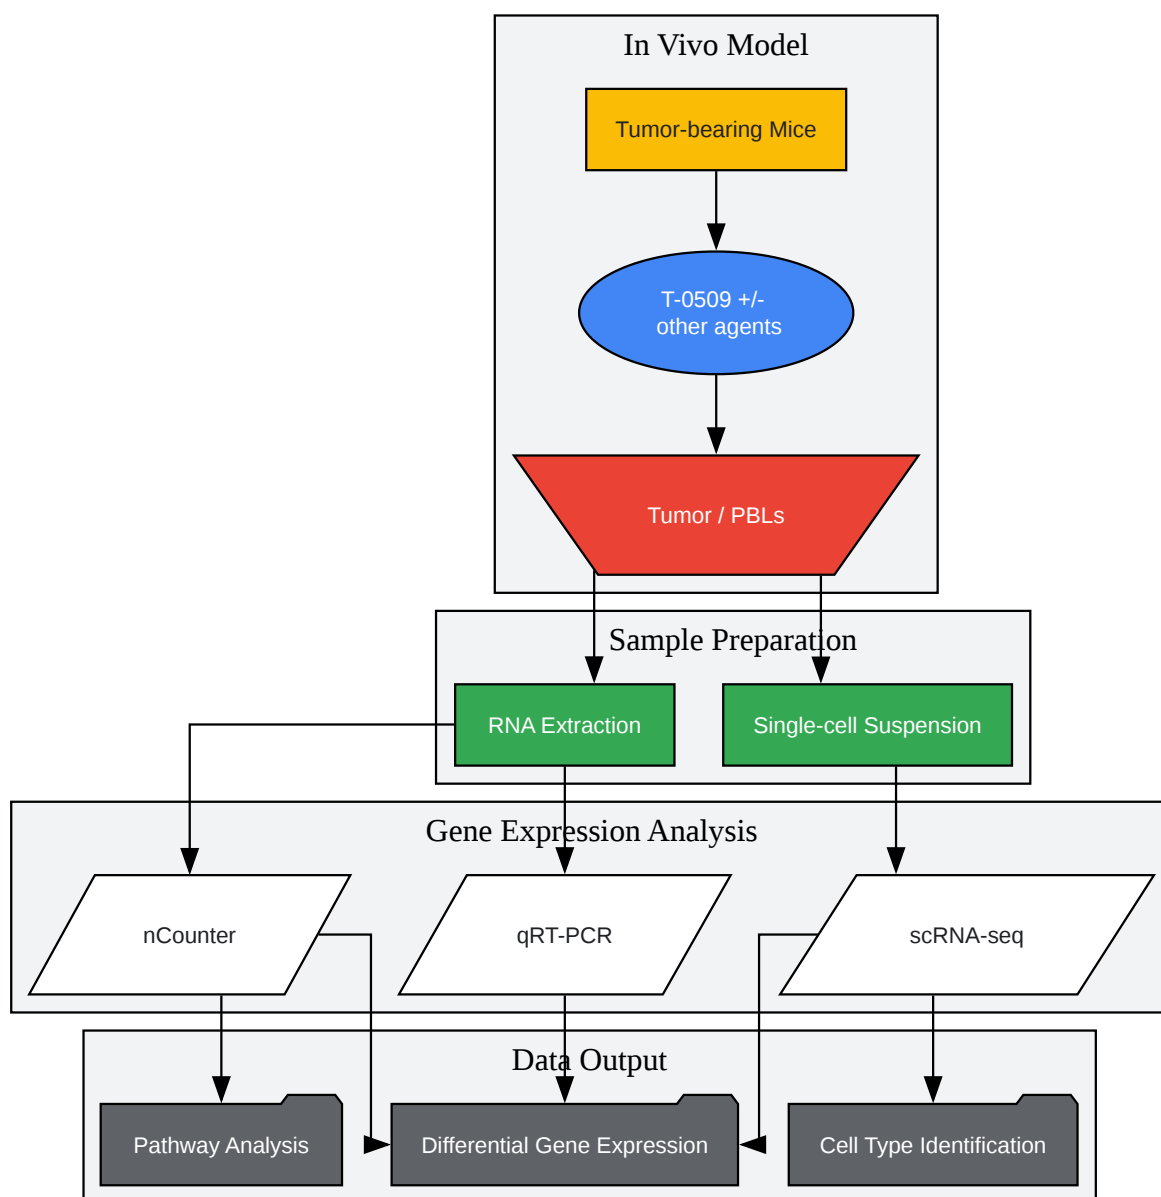 In Vivo Model
Tumor-bearing Mice
T-0509 +/-
other agents
Tumor / PBLs
Sample Preparation
RNA Extraction
Single-cell Suspension
Gene Expression Analysis
nCounter
qRT-PCR
scRNA-seq
Data Output
Pathway Analysis
Differential Gene Expression
Cell Type Identification